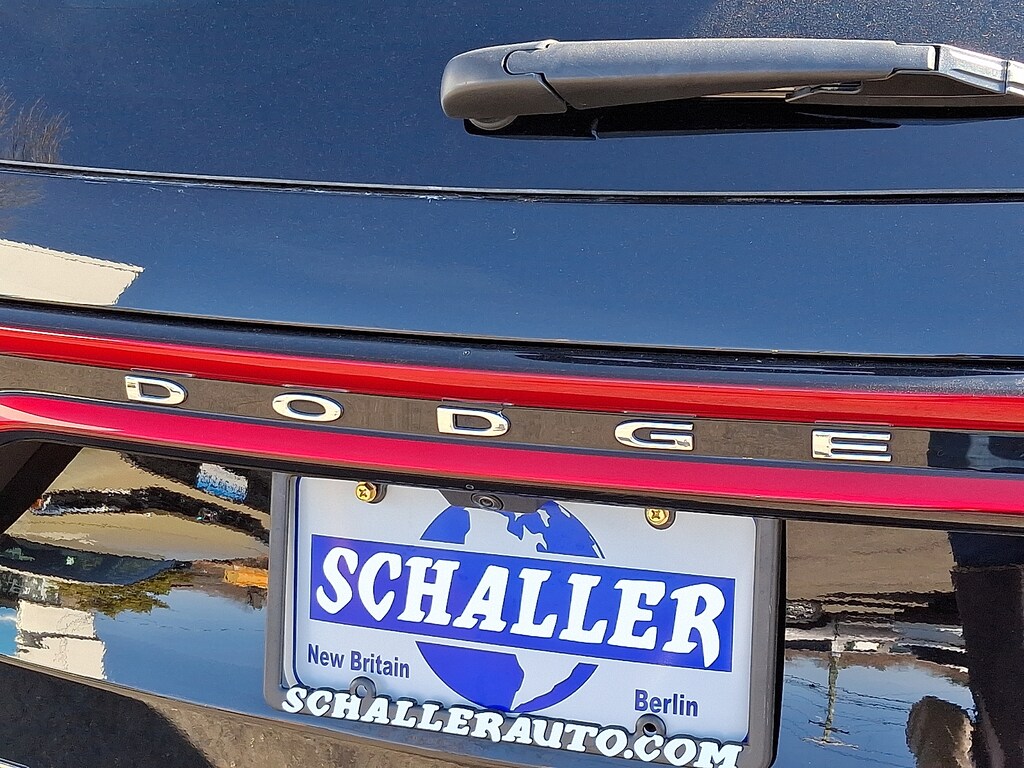 DODGE
SCHALLER
New Britain
Berlin
SCHALLERAUTO.COM